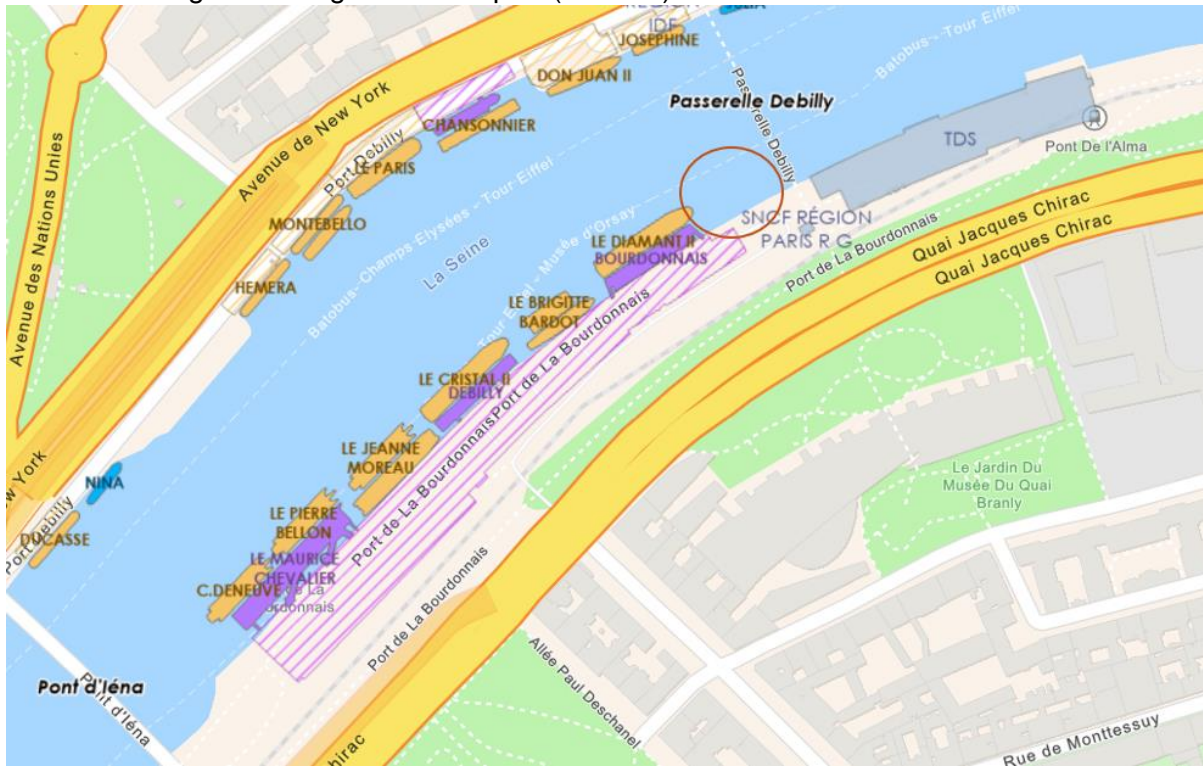 IDF
JOSEPHINE
DON JUAN II
Passerelle Debilly
Batobus - Tour Eiffel
CHANSONNIER
Passerelle Debilly
TDS
Pont De l'Alma
Avenue de New York
Port Debilly
LE PARIS
Avenue des Nations Unies
MONTEBELLO
Batobus - Champs Elysées - Tour Eiffel
La Seine
HEMERA
Tour Eiffel - Musée d'Orsay
SNCF RÉGION
PARIS R G
LE DIAMANT II
BOURDONNAIS
Port de La Bourdonnais
Quai Jacques Chirac
Quai Jacques Chirac
LE BRIGITTE
BARDOT
Port de La Bourdonnais
LE CRISTAL II
DEBILLY
LE JEANNE
MOREAU
Port de La Bourdonnais
Le Jardin Du
Musée Du Quai
Branly
York
NINA
Port Debilly
DUCASSE
LE PIERRE
BELLON
LE MAURICE
CHEVALIER
C.DENEUVE
de La
Bourdonnais
Port de La Bourdonnais
Allée Paul Deschanel
Pont d'Iéna
Pont d'Iéna
Chirac
Rue de Monttessuy